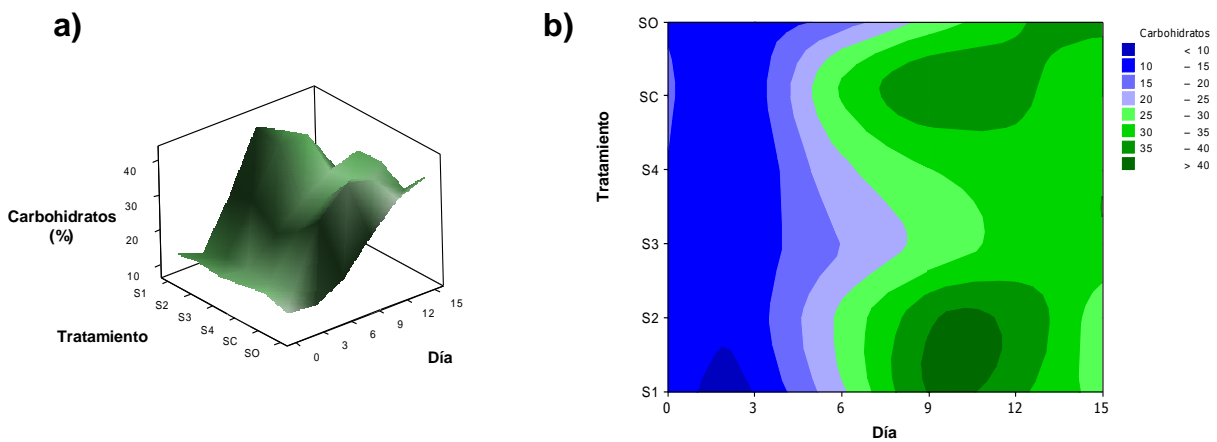 a)
40
30
20
10
Carbohidratos
(%)
S1
S2
S3
S4
SC
SO
Tratamiento
0
3
6
9
12
15
Día
b)
SO
SC
S4
S3
S2
S1
Tratamiento
0
3
6
9
12
15
Día
Carbohidratos
< 10
10 – 15
15 – 20
20 – 25
25 – 30
30 – 35
35 – 40
> 40